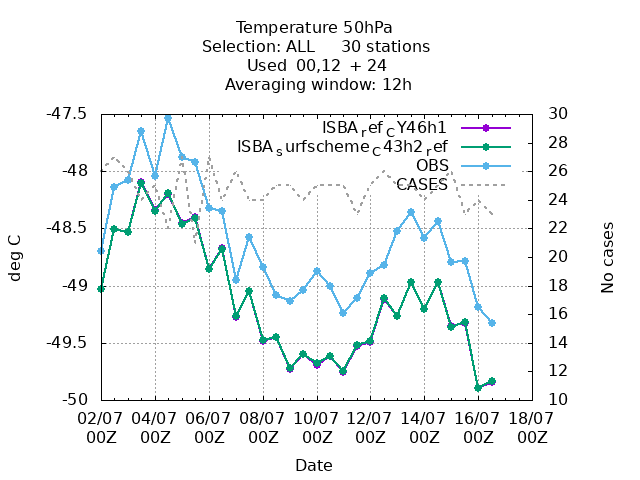 Temperature 50hPa
Selection: ALL     30 stations
Used  00,12  + 24
Averaging window: 12h
-47.5
-48
-48.5
-49
-49.5
-50
30
28
26
24
22
20
18
16
14
12
10
ISBA_ref_CY46h1
ISBA_surfscheme_C43h2_ref
OBS
CASES
deg C
No cases
02/07 04/07 06/07 08/07 10/07 12/07 14/07 16/07 18/07
00Z 00Z 00Z 00Z 00Z 00Z 00Z 00Z 00Z
Date